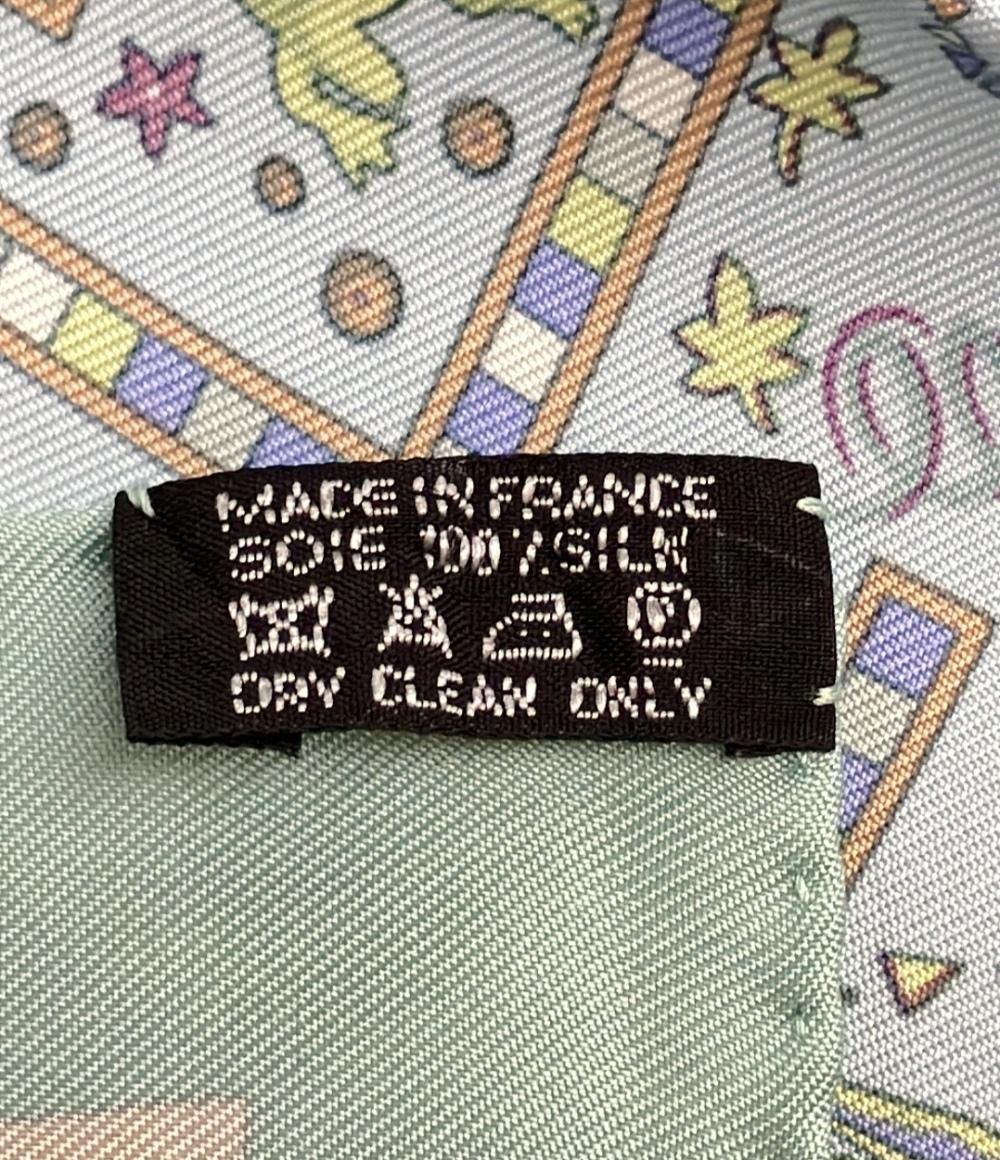 MADE IN FRANCE
SOIE 100% SILK
P
DRY CLEAN ONLY